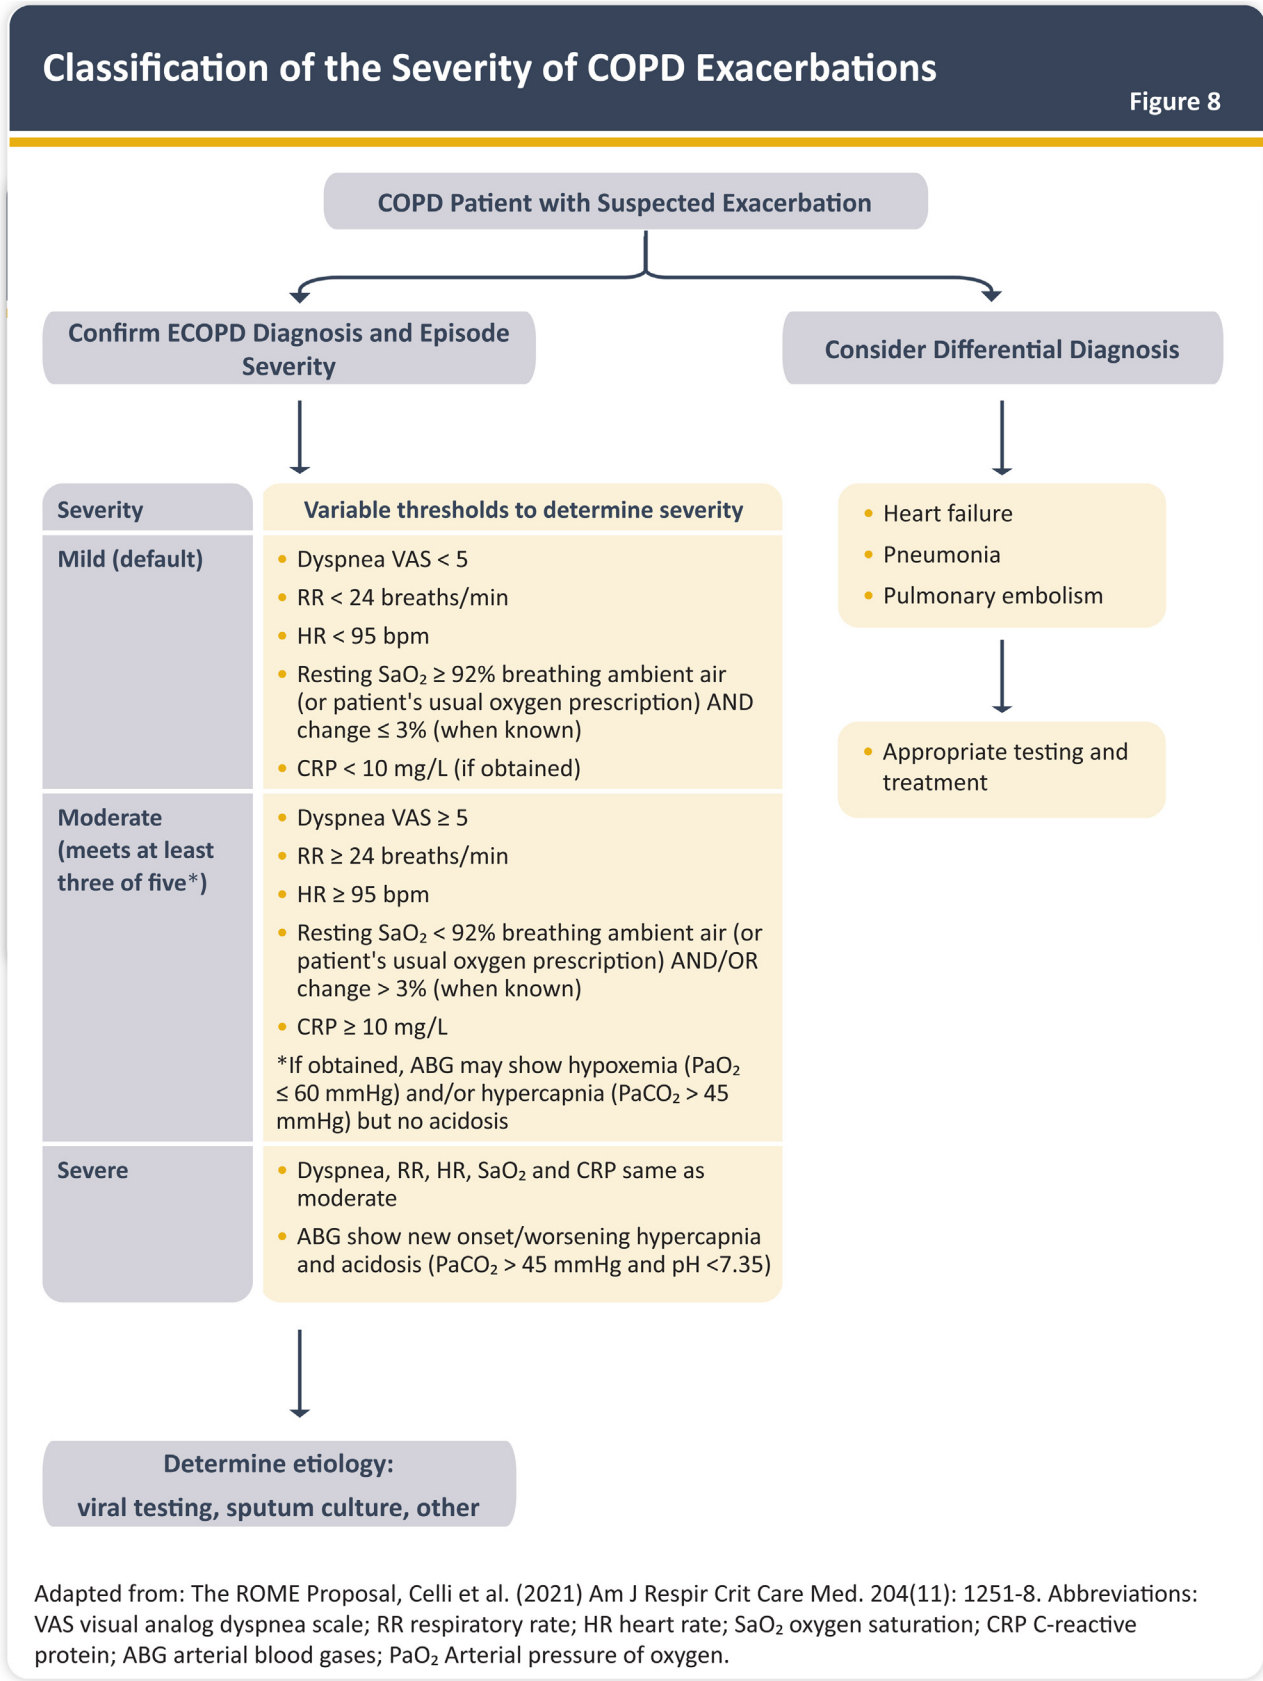 Classification of the Severity of COPD Exacerbations
Figure 8
COPD Patient with Suspected Exacerbation
Confirm ECOPD Diagnosis and Episode
Severity
Consider Differential Diagnosis
Severity
Variable thresholds to determine severity
Mild (default)
• Dyspnea VAS < 5
• RR < 24 breaths/min
• HR < 95 bpm
• Resting SaO₂ ≥ 92% breathing ambient air
(or patient's usual oxygen prescription) AND
change ≤ 3% (when known)
• CRP < 10 mg/L (if obtained)
Moderate
(meets at least
three of five*)
• Dyspnea VAS ≥ 5
• RR ≥ 24 breaths/min
• HR ≥ 95 bpm
• Resting SaO₂ < 92% breathing ambient air (or
patient's usual oxygen prescription) AND/OR
change > 3% (when known)
• CRP ≥ 10 mg/L
*If obtained, ABG may show hypoxemia (PaO₂
≤ 60 mmHg) and/or hypercapnia (PaCO₂ > 45
mmHg) but no acidosis
Severe
• Dyspnea, RR, HR, SaO₂ and CRP same as
moderate
• ABG show new onset/worsening hypercapnia
and acidosis (PaCO₂ > 45 mmHg and pH <7.35)
• Heart failure
• Pneumonia
• Pulmonary embolism
• Appropriate testing and
treatment
Determine etiology:
viral testing, sputum culture, other
Adapted from: The ROME Proposal, Celli et al. (2021) Am J Respir Crit Care Med. 204(11): 1251-8. Abbreviations:
VAS visual analog dyspnea scale; RR respiratory rate; HR heart rate; SaO₂ oxygen saturation; CRP C-reactive
protein; ABG arterial blood gases; PaO₂ Arterial pressure of oxygen.